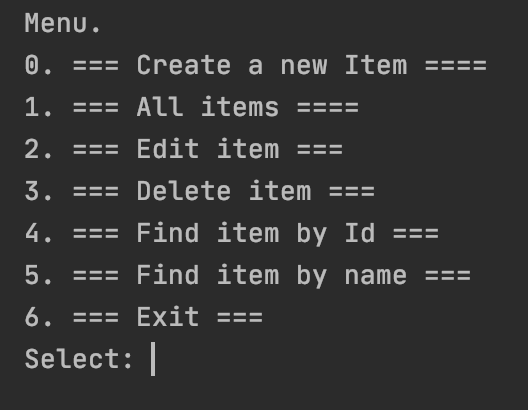 Menu.
0. === Create a new Item ====
1. === All items ====
2. === Edit item ===
3. === Delete item ===
4. === Find item by Id ===
5. === Find item by name ===
6. === Exit ===
Select: